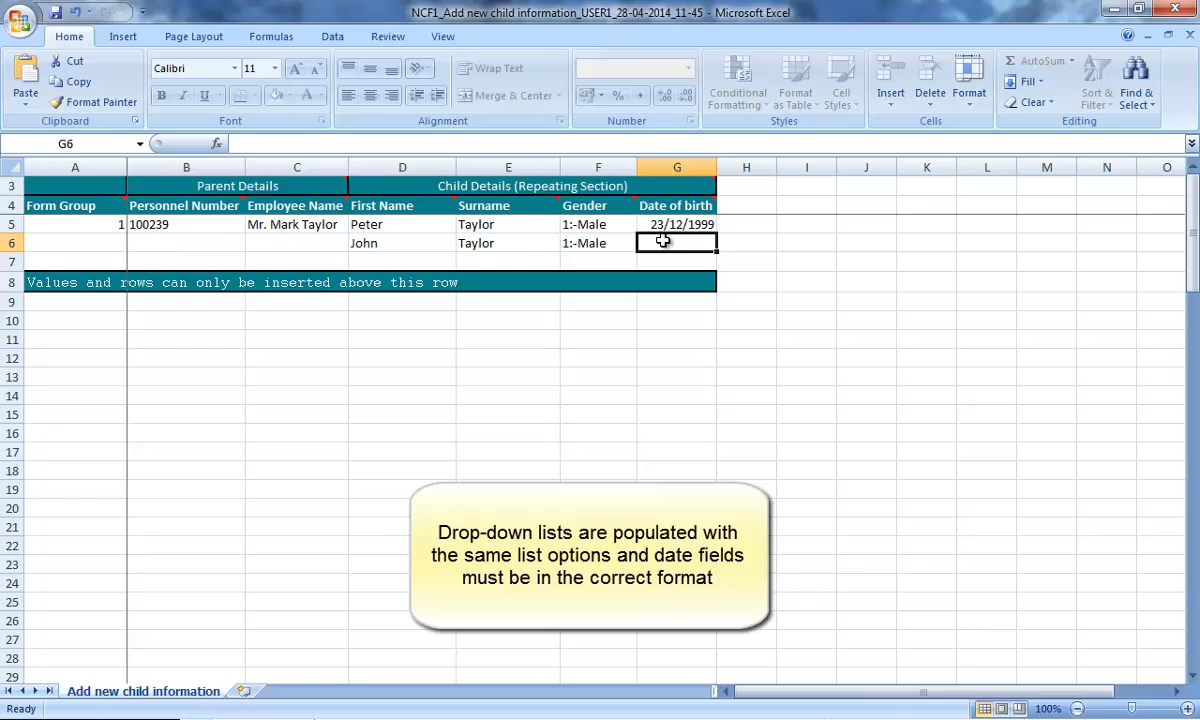 NCF1_Add new child information_USER1_28-04-2014_11-45 - Microsoft Excel
Home Insert Page Layout Formulas Data Review View
Paste Cut Copy Format Painter Clipboard
Calibri 11 A A B I U A Font
Wrap Text Merge & Center Alignment
% , Number
Conditional Formatting Format as Table Cell Styles Styles
Insert Delete Format Cells
AutoSum Fill Clear Sort & Filter Find & Select Editing
G6 fx
A B C D E F G H I J K L M N O
3 Parent Details Child Details (Repeating Section)
4 Form Group Personnel Number Employee Name First Name Surname Gender Date of birth
5 1 100239 Mr. Mark Taylor Peter Taylor 1:-Male 23/12/1999
6 John Taylor 1:-Male
7
8 Values and rows can only be inserted above this row
9
10
11
12
13
14
15
16
17
18
19
20
21
22
23
24
25
26
27
28
29
Drop-down lists are populated with
the same list options and date fields
must be in the correct format
Add new child information
Ready 100%